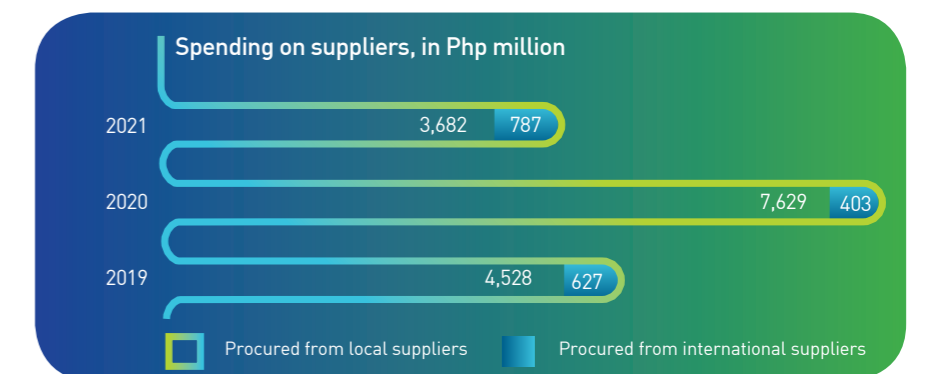 Spending on suppliers, in Php million
2021 3,682 787
2020 7,629 403
2019 4,528 627
Procured from local suppliers Procured from international suppliers